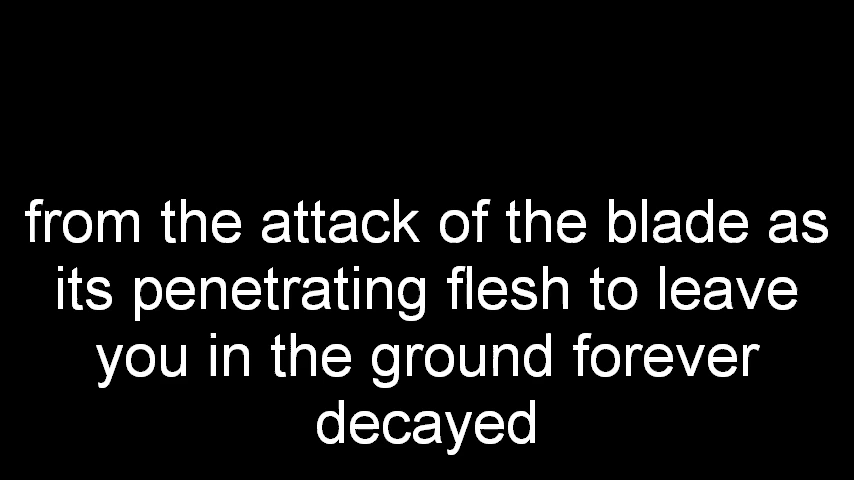 from the attack of the blade as
its penetrating flesh to leave
you in the ground forever
decayed